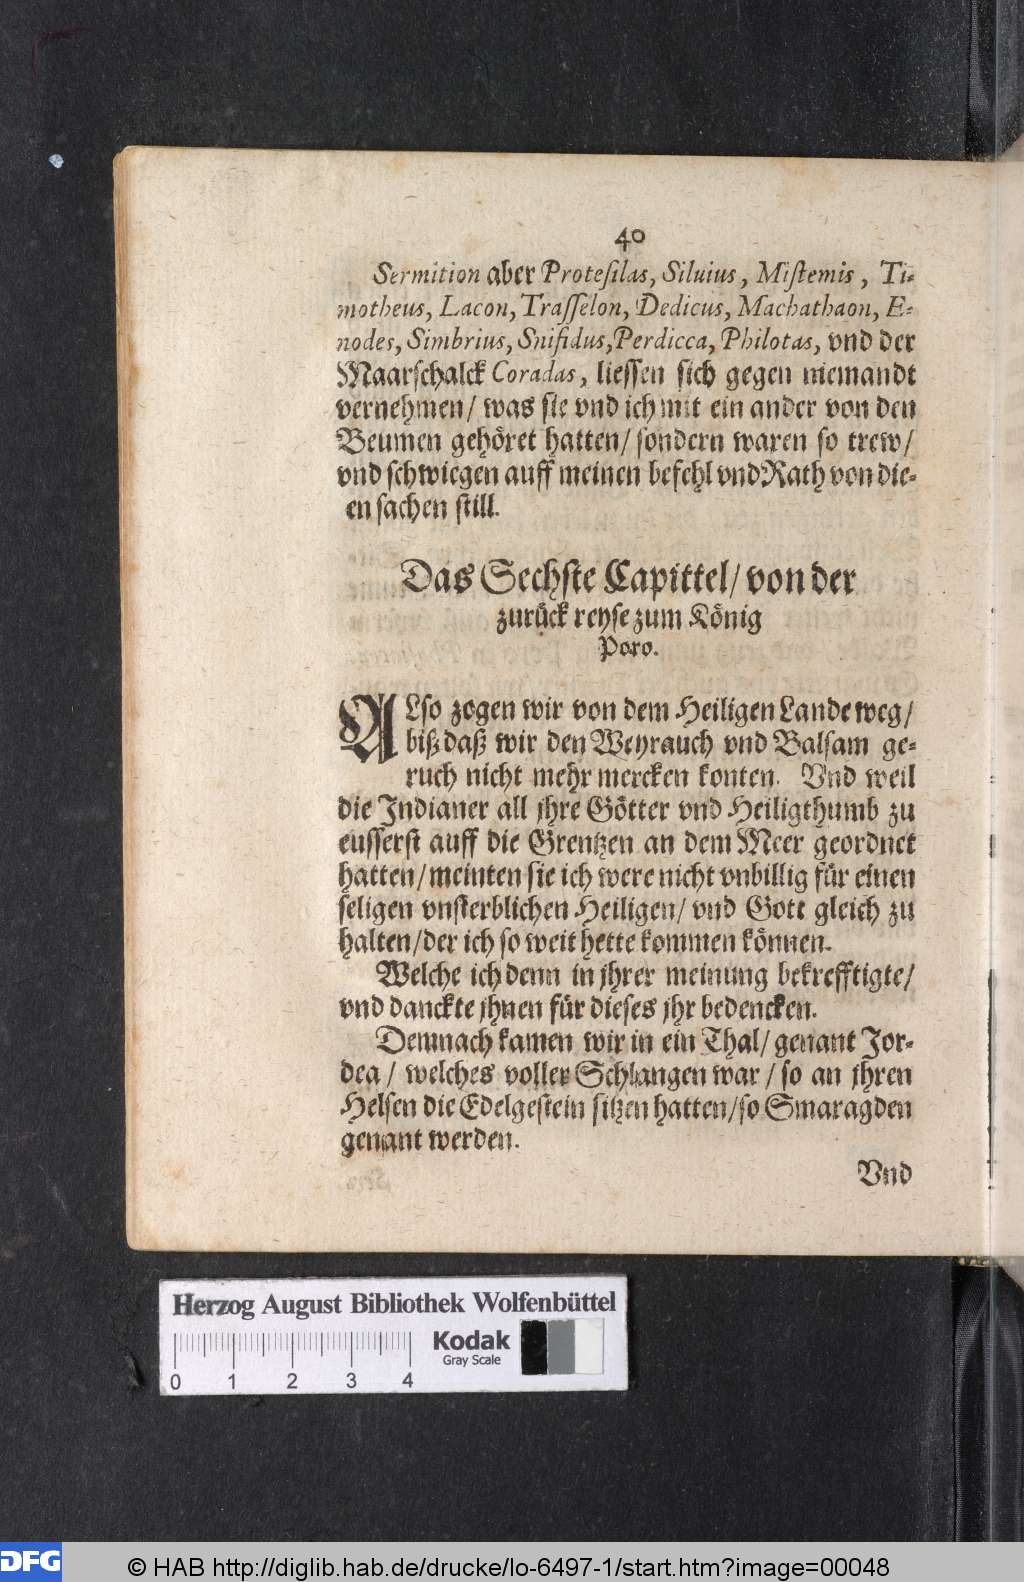 40
Sermition aber Protesilas, Siluius, Mistemis, Ti-
motheus, Lacon, Trasselon, Dedicus, Machathaon, E-
nodes, Simbrius, Snifidus, Perdicca, Philotas, vnd der
Maarschalck Coradas, liessen sich gegen niemandt
vernehmen/ was sie vnd ich mit ein ander von den
Beumen gehöret hatten/ sondern waren so trew/
vnd schwiegen auff meinen befehl vnd Rath von die-
en sachen still.
Das Sechste Capittel/ von der
zurück reyse zum König
Poro.
ALso zogen wir von dem Heiligen Lande weg/
biß daß wir den Weyrauch vnd Balsam ge-
ruch nicht mehr mercken konten. Vnd weil
die Indianer all jhre Götter vnd Heiligthumb zu
eusserst auff die Grentzen an dem Meer geordnet
hatten/ meinten sie ich were nicht vnbillig für einen
seligen vnsterblichen Heiligen/ vnd Gott gleich zu
halten/ der ich so weit hette kommen können.
Welche ich denn in jhrer meinung bekrefftigte/
vnd danckte jhnen für dieses jhr bedencken.
Demnach kamen wir in ein Thal/ genant Jor-
dea/ welches voller Schlangen war/ so an jhren
Helsen die Edelgestein sitzen hatten/ so Smaragden
genant werden.
Vnd
Herzog August Bibliothek Wolfenbüttel
Kodak
Gray Scale
0 1 2 3 4
DFG
© HAB http://diglib.hab.de/drucke/lo-6497-1/start.htm?image=00048